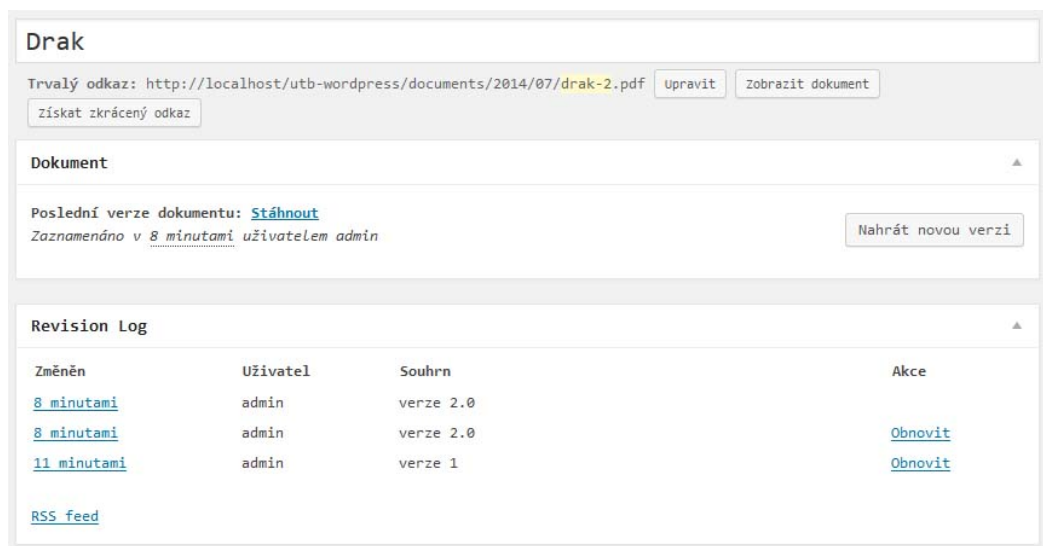 Drak
Trvalý odkaz: http://localhost/utb-wordpress/documents/2014/07/drak-2.pdf Upravit Zobrazit dokument
Získat zkrácený odkaz
Dokument
Poslední verze dokumentu: Stáhnout
Zaznamenáno v 8 minutami uživatelem admin
Nahrát novou verzi
Revision Log
Změněn Uživatel Souhrn Akce
8 minutami admin verze 2.0
8 minutami admin verze 2.0 Obnovit
11 minutami admin verze 1 Obnovit
RSS feed